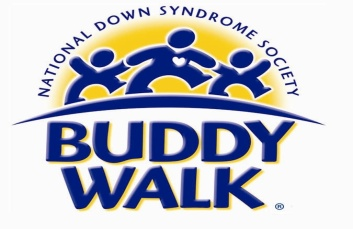 NATIONAL DOWN SYNDROME SOCIETY
BUDDY
WALK ®